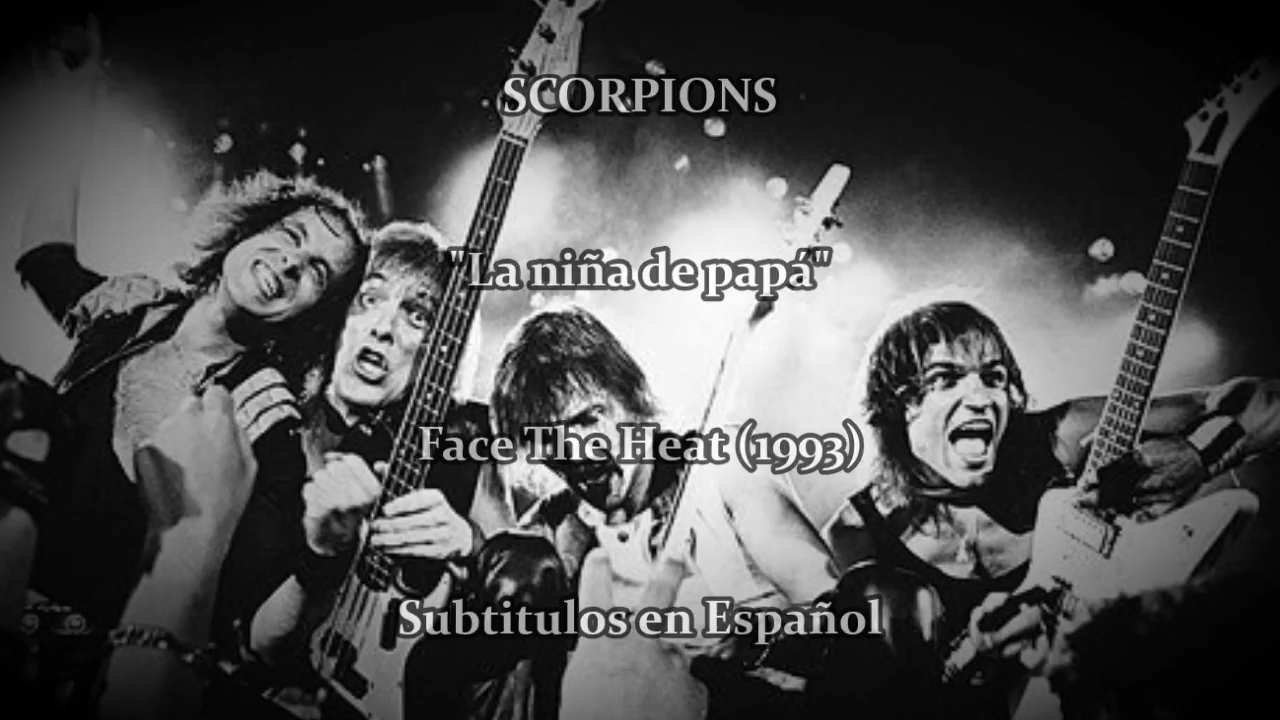 SCORPIONS
"La niña de papá"
Face The Heat (1993)
Subtitulos en Español